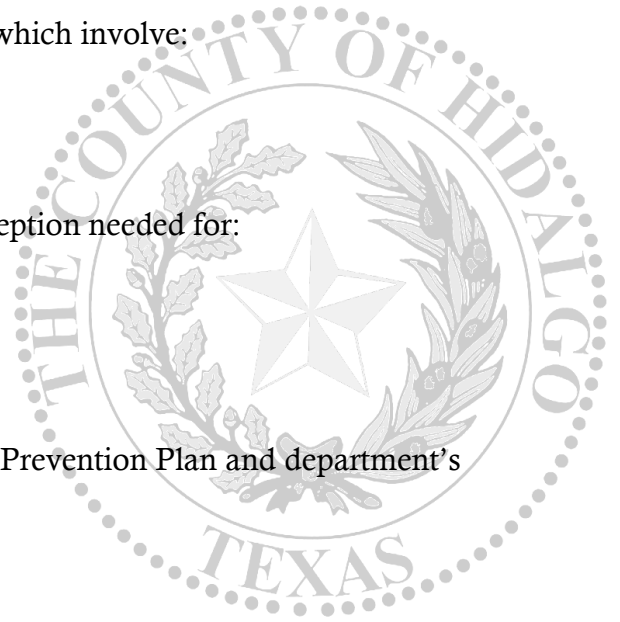 which involve:
eption needed for:
Prevention Plan and department's
THE COUNTY OF HIDALGO
TEXAS